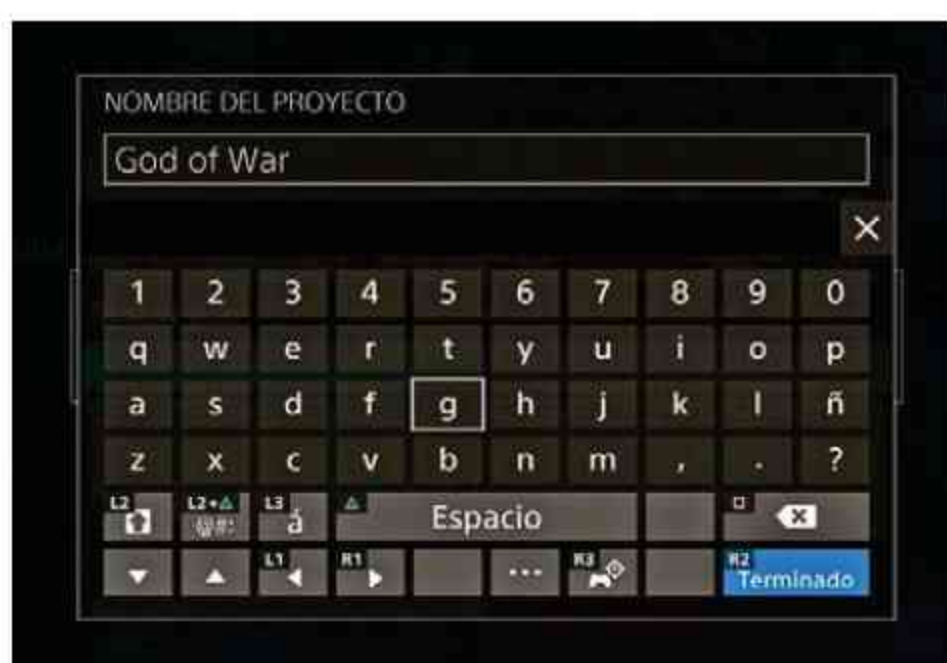 NOMBRE DEL PROYECTO
God of War
1 2 3 4 5 6 7 8 9 0
q w e r t y u i o p
a s d f g h j k l ñ
z x c v b n m , . ?
L2 L2+△ @#: L3 á △ Espacio □
L1 R1 ... R3 R2 Terminado